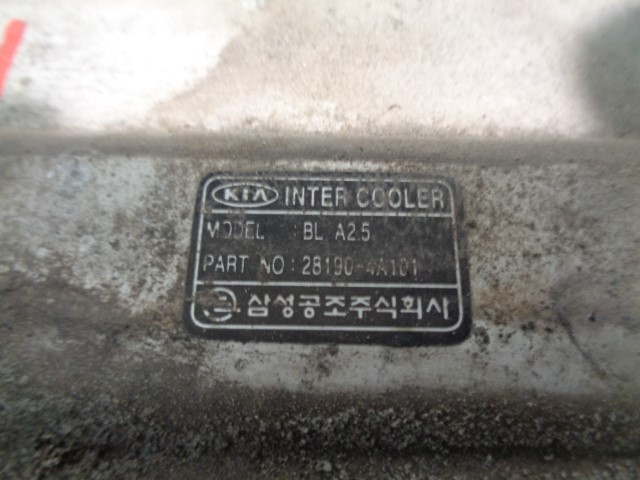 KIA INTER COOLER
MODEL : BL A2.5
PART NO : 28190-4A101
삼성공조주식회사